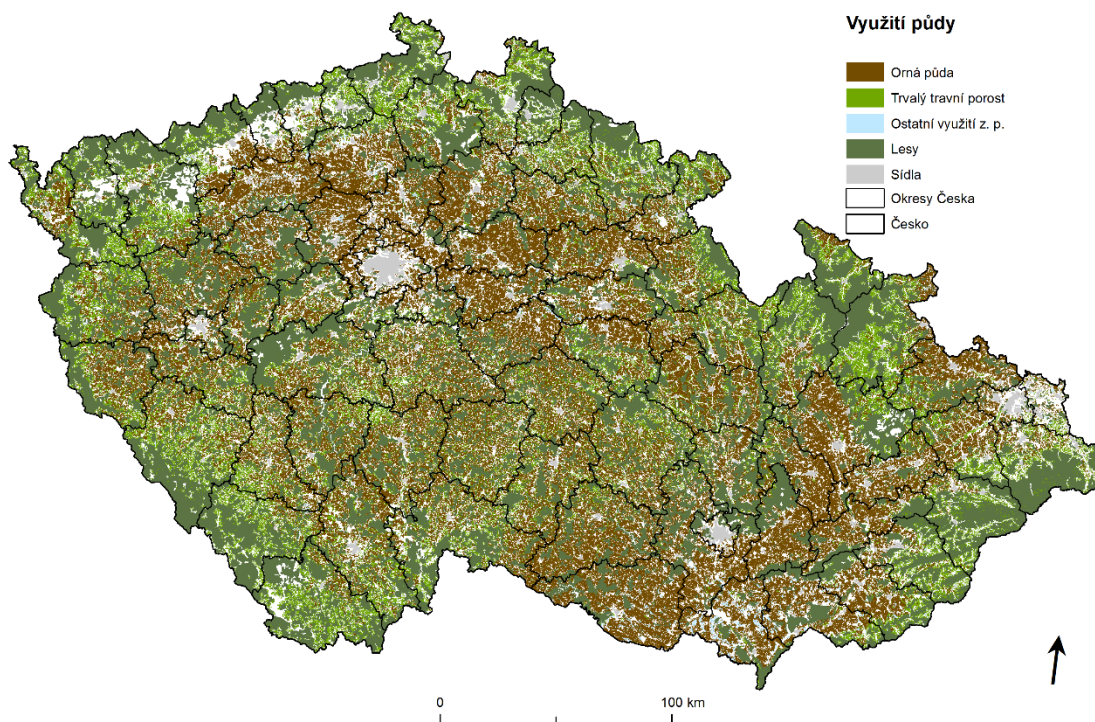 Využití půdy
Orná půda
Trvalý travní porost
Ostatní využití z. p.
Lesy
Sídla
Okresy Česka
Česko
0
100 km